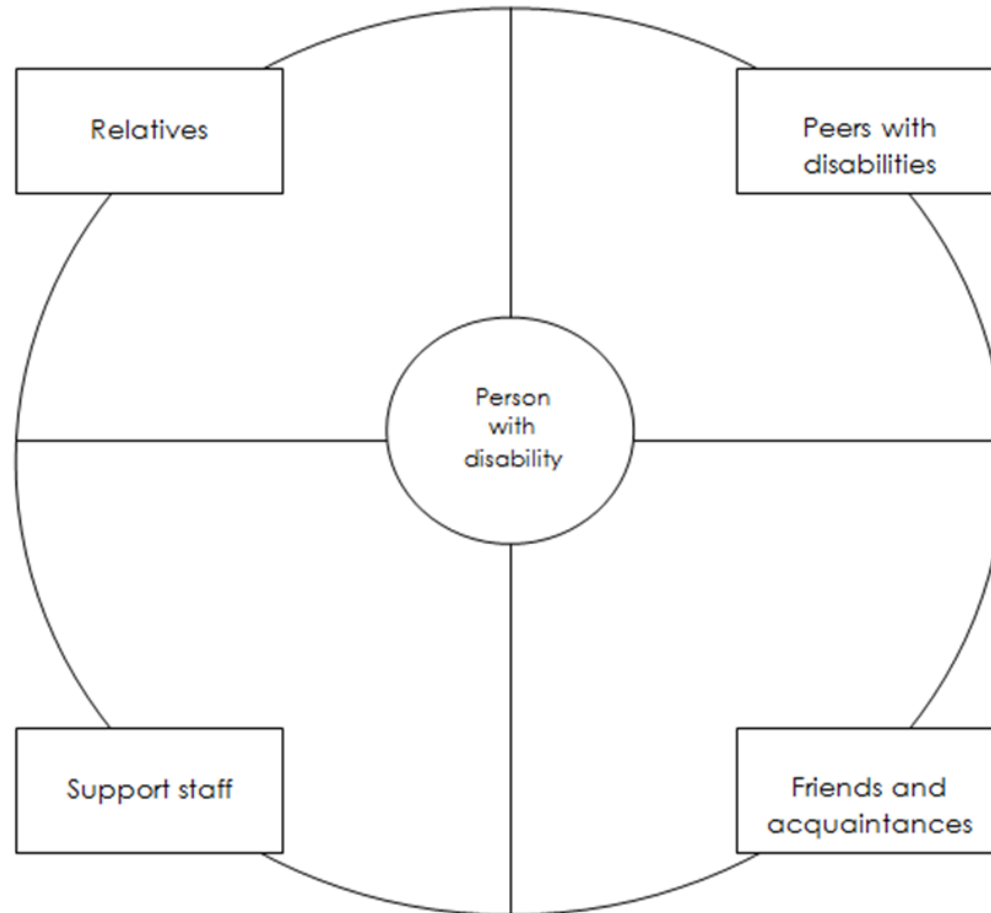 Relatives
Peers with
disabilities
Person
with
disability
Support staff
Friends and
acquaintances